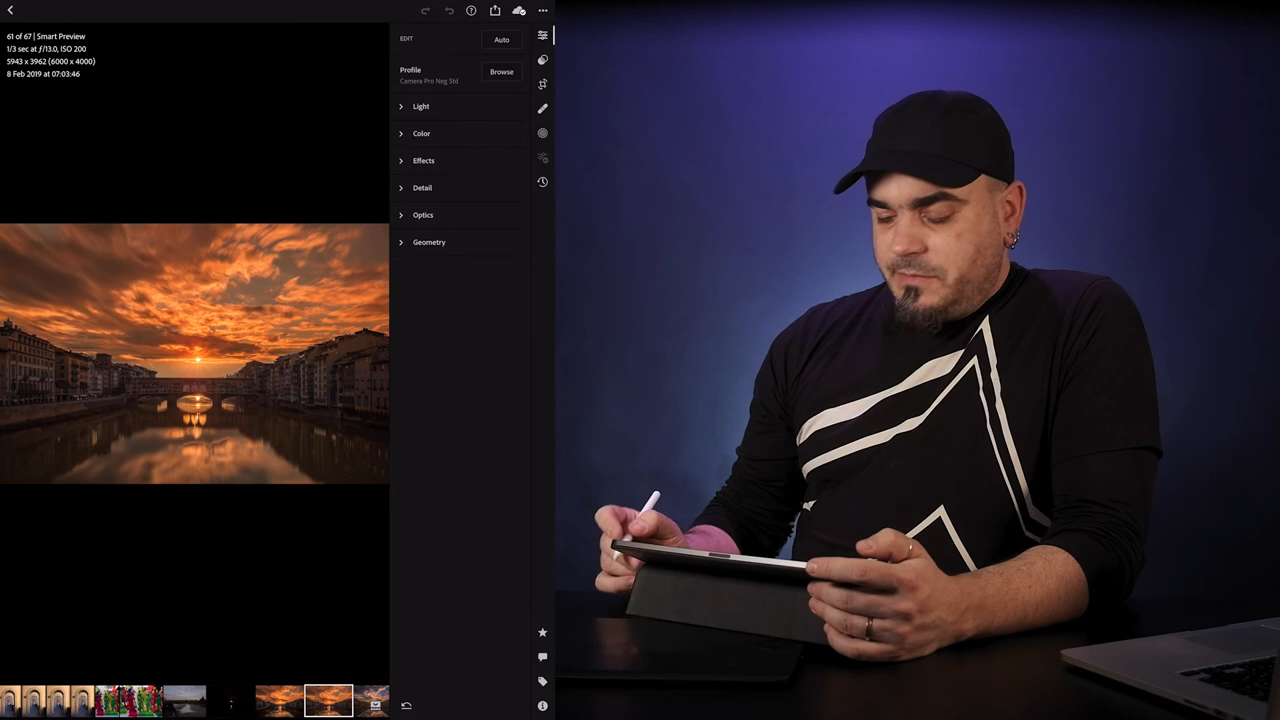 61 of 67 | Smart Preview
1/3 sec at ƒ/13.0, ISO 200
5943 x 3962 (6000 x 4000)
8 Feb 2019 at 07:03:46
EDIT
Auto
Profile
Camera Pro Neg Std
Browse
Light
Color
Effects
Detail
Optics
Geometry